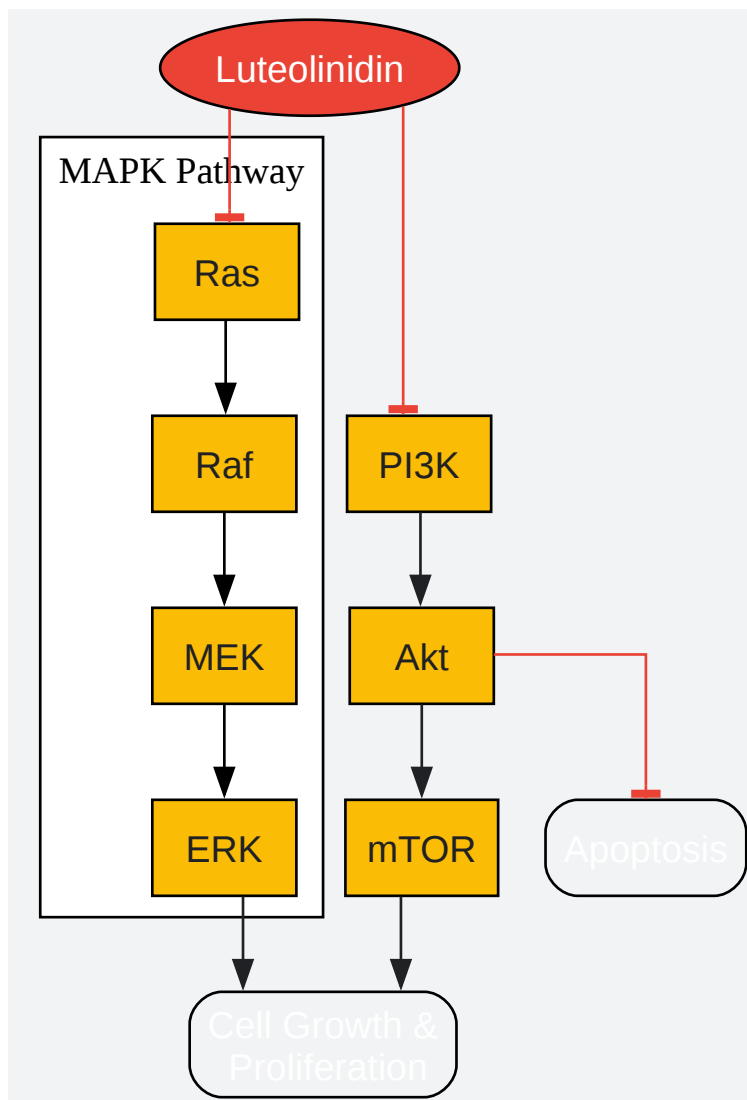 Luteolinidin
MAPK Pathway
Ras
Raf
PI3K
MEK
Akt
ERK
mTOR
Apoptosis
Cell Growth &
Proliferation